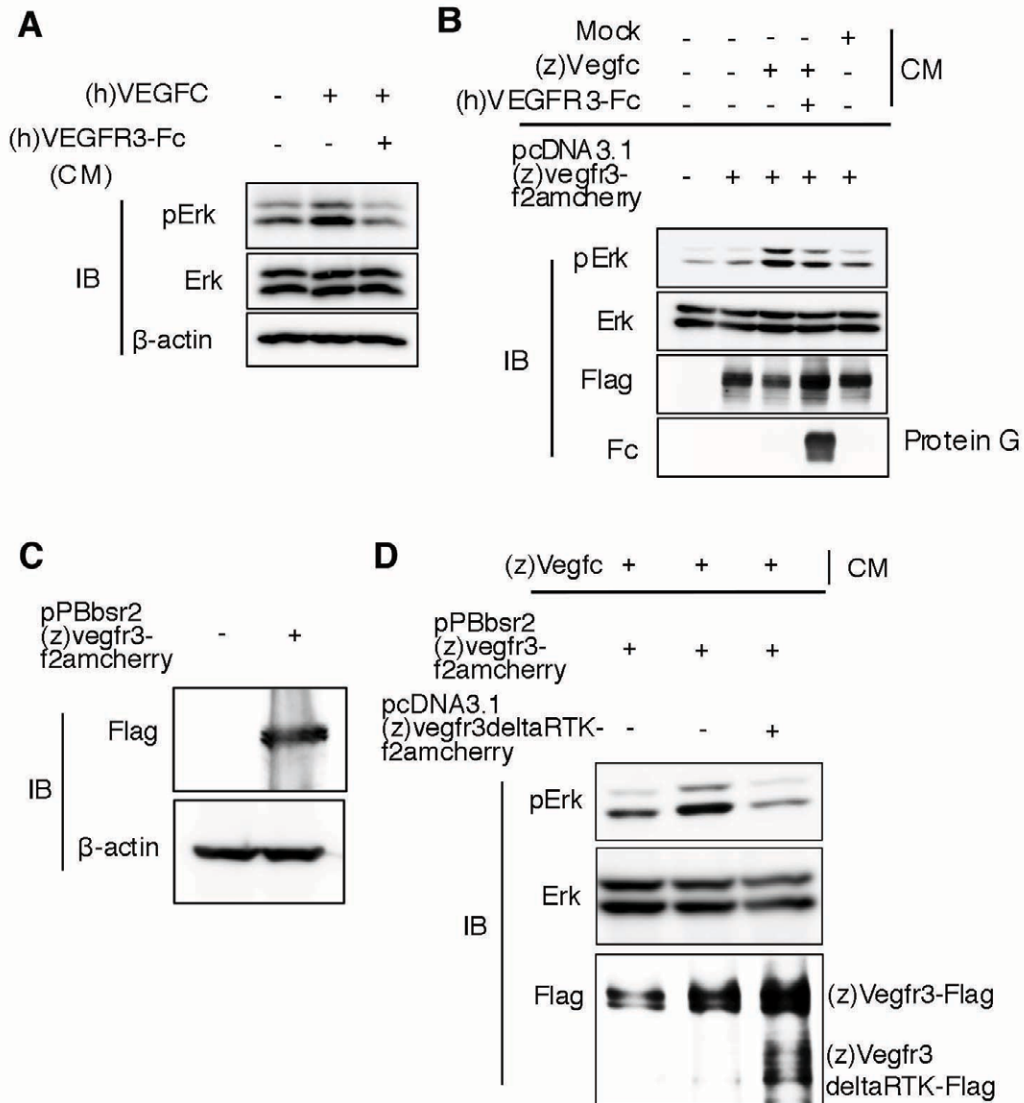 A
(h)VEGFC - + +
(h)VEGFR3-Fc - - +
(CM)
IB
pErk
Erk
β-actin
B
Mock - - - - +
(z)Vegfc - - + + -
(h)VEGFR3-Fc - - - + -
CM
pcDNA3.1
(z)vegfr3- - + + + +
f2amcherry
IB
pErk
Erk
Flag
Fc
Protein G
C
pPBbsr2
(z)vegfr3- - +
f2amcherry
IB
Flag
β-actin
D
(z)Vegfc + + + CM
pPBbsr2
(z)vegfr3- + + +
f2amcherry
pcDNA3.1
(z)vegfr3deltaRTK- - - +
f2amcherry
IB
pErk
Erk
Flag
(z)Vegfr3-Flag
(z)Vegfr3
deltaRTK-Flag